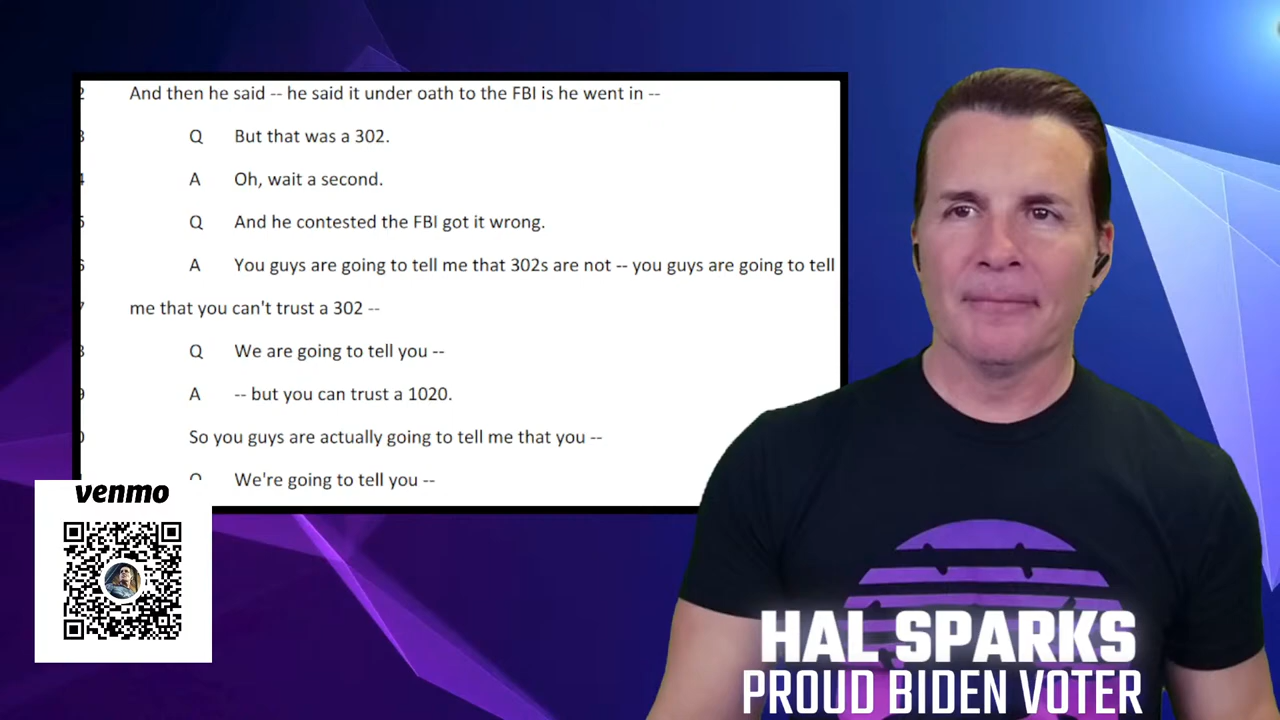 And then he said -- he said it under oath to the FBI is he went in --
Q But that was a 302.
A Oh, wait a second.
Q And he contested the FBI got it wrong.
A You guys are going to tell me that 302s are not -- you guys are going to tell
me that you can't trust a 302 --
Q We are going to tell you --
A -- but you can trust a 1020.
So you guys are actually going to tell me that you --
Q We're going to tell you --
venmo
HAL SPARKS
PROUD BIDEN VOTER